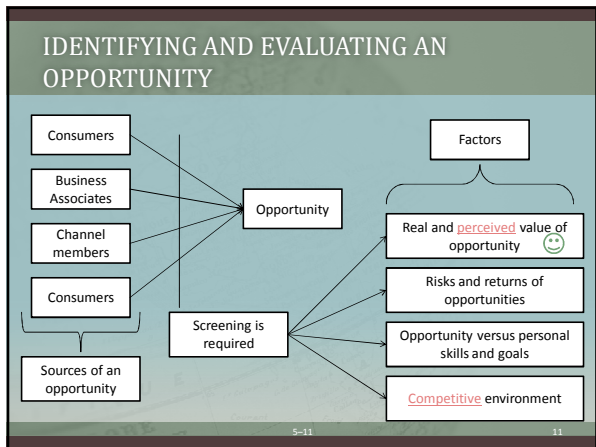 IDENTIFYING AND EVALUATING AN
OPPORTUNITY
Consumers
Business
Associates
Channel
members
Consumers
Sources of an
opportunity
Opportunity
Screening is
required
Factors
Real and perceived value of
opportunity
Risks and returns of
opportunities
Opportunity versus personal
skills and goals
Competitive environment
5–11
11